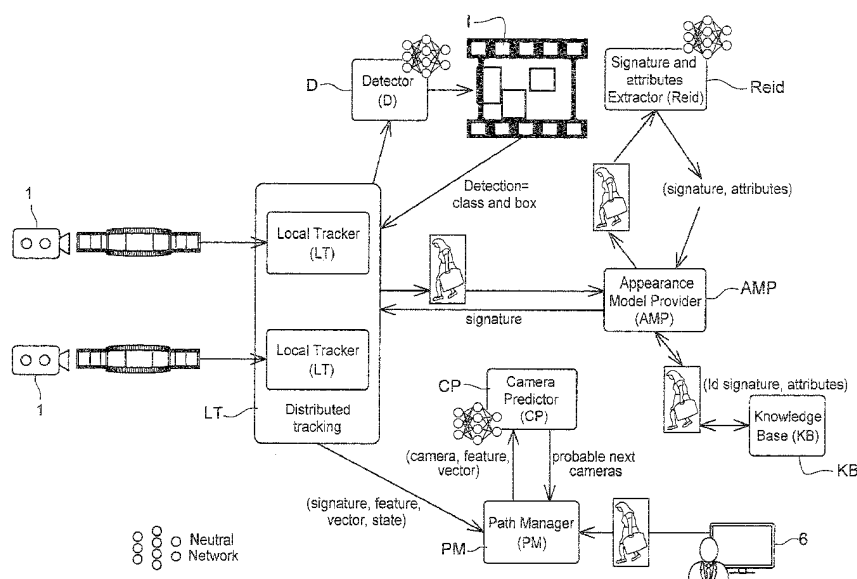 I
D
Detector
(D)
Signature and
attributes
Extractor (Reid)
Reid
Detection=
class and box
(signature, attributes)
1
Local Tracker
(LT)
Appearance
Model Provider
(AMP)
AMP
signature
1
Local Tracker
(LT)
LT
Distributed
tracking
CP
Camera
Predictor
(CP)
(Id signature, attributes)
Knowledge
Base (KB)
KB
(camera, feature,
vector)
probable next
cameras
(signature, feature,
vector, state)
PM
Path Manager
(PM)
6
Neutral
Network